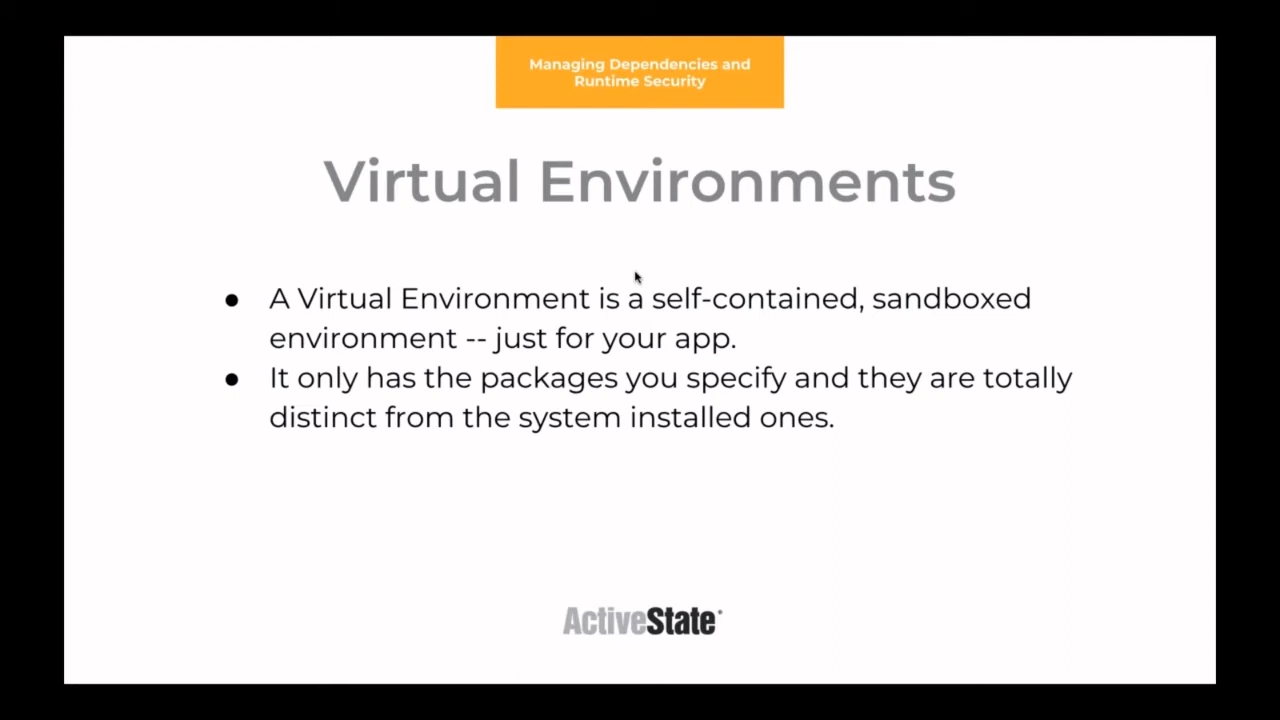 Managing Dependencies and
Runtime Security
Virtual Environments
● A Virtual Environment is a self-contained, sandboxed
environment -- just for your app.
● It only has the packages you specify and they are totally
distinct from the system installed ones.
ActiveState